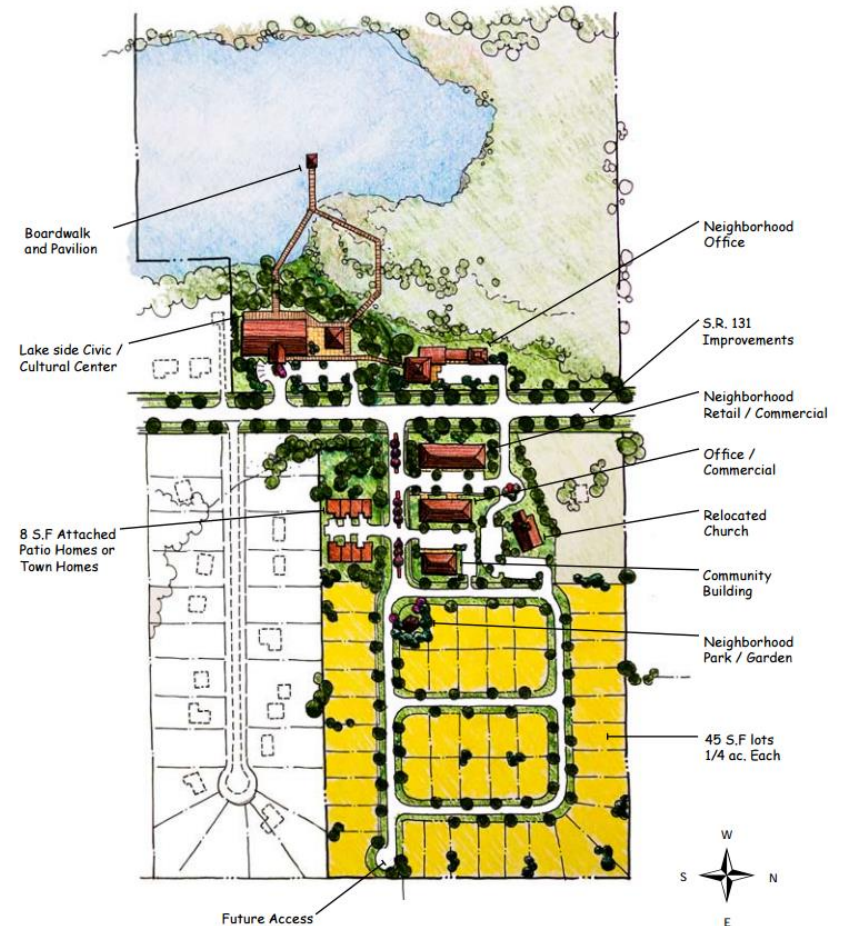 Boardwalk
and Pavilion
Neighborhood
Office
S.R. 131
Improvements
Lake side Civic /
Cultural Center
Neighborhood
Retail / Commercial
Office /
Commercial
Relocated
Church
8 S.F Attached
Patio Homes or
Town Homes
Community
Building
Neighborhood
Park / Garden
45 S.F lots
1/4 ac. Each
W
S
N
E
Future Access